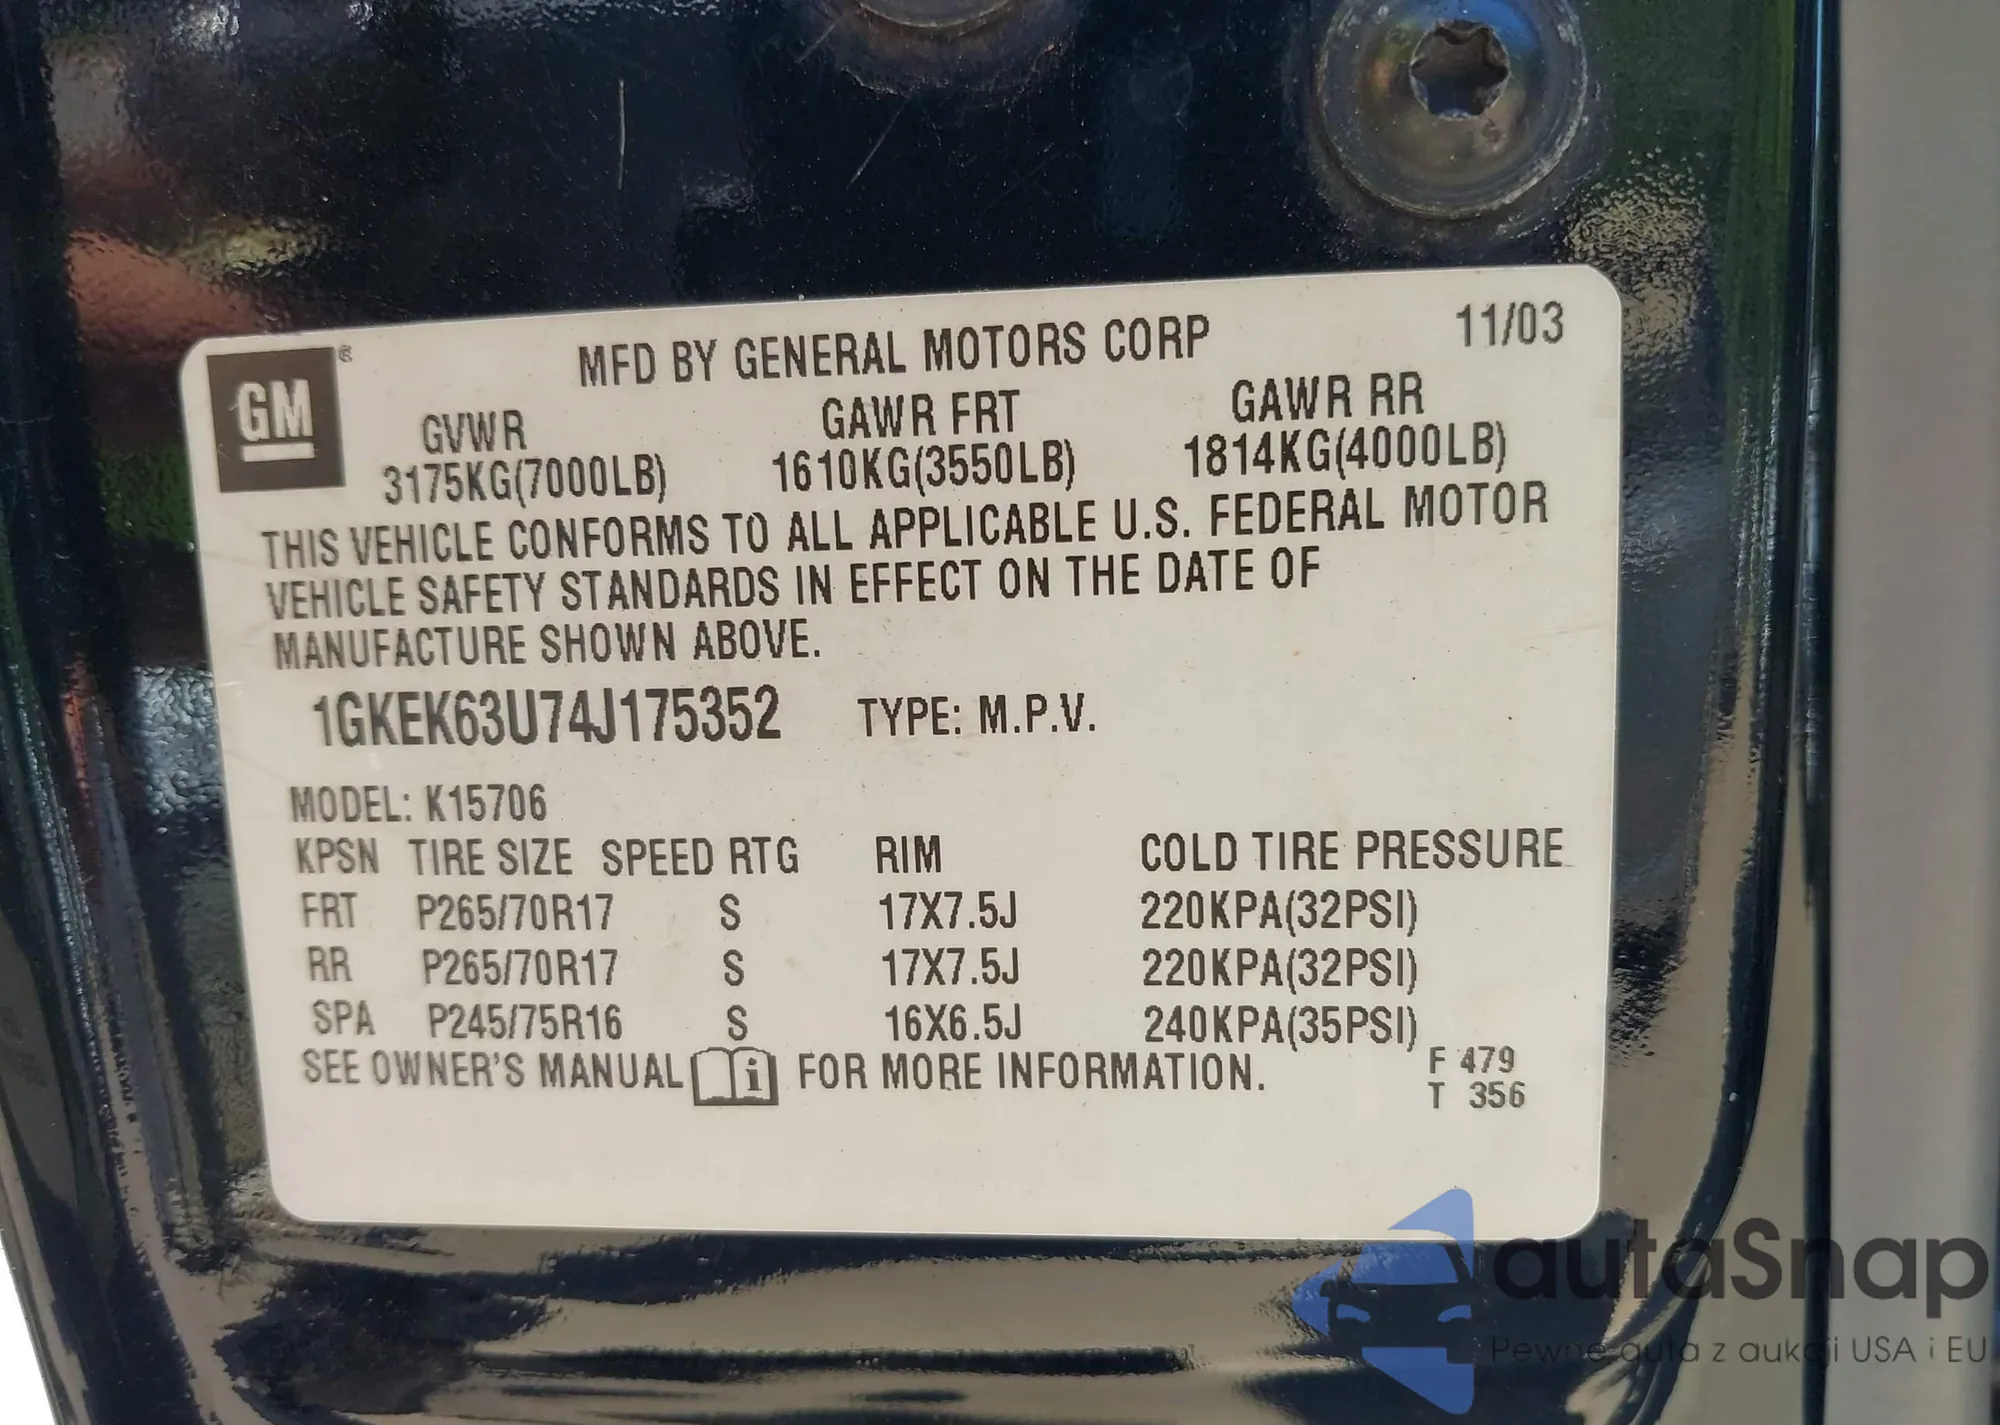 GM ®
MFD BY GENERAL MOTORS CORP 11/03
GVWR GAWR FRT GAWR RR
3175KG(7000LB) 1610KG(3550LB) 1814KG(4000LB)
THIS VEHICLE CONFORMS TO ALL APPLICABLE U.S. FEDERAL MOTOR
VEHICLE SAFETY STANDARDS IN EFFECT ON THE DATE OF
MANUFACTURE SHOWN ABOVE.
1GKEK63U74J175352 TYPE: M.P.V.
MODEL: K15706
KPSN TIRE SIZE SPEED RTG RIM COLD TIRE PRESSURE
FRT P265/70R17 S 17X7.5J 220KPA(32PSI)
RR P265/70R17 S 17X7.5J 220KPA(32PSI)
SPA P245/75R16 S 16X6.5J 240KPA(35PSI)
SEE OWNER'S MANUAL i FOR MORE INFORMATION.
F 479
T 356
autaSnap
Pewne auta z aukcji USA i EU